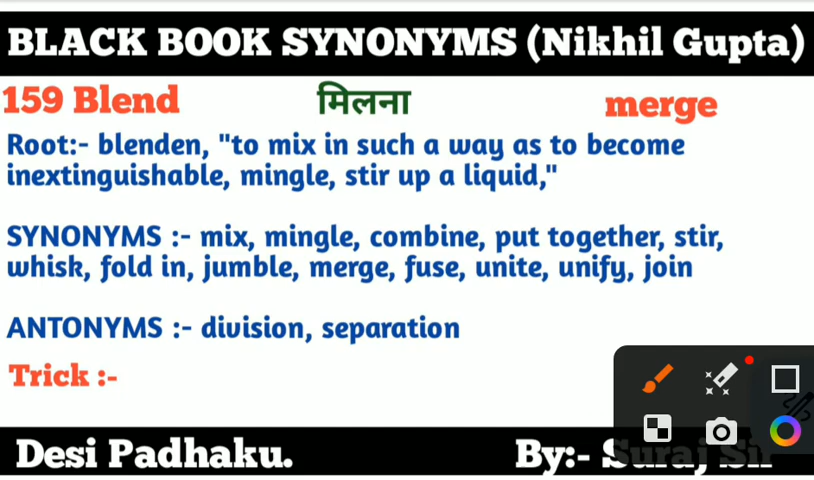 BLACK BOOK SYNONYMS (Nikhil Gupta)
159 Blend मिलना merge
Root:- blenden, "to mix in such a way as to become
inextinguishable, mingle, stir up a liquid,"
SYNONYMS :- mix, mingle, combine, put together, stir,
whisk, fold in, jumble, merge, fuse, unite, unify, join
ANTONYMS :- division, separation
Trick :-
Desi Padhaku. By:- Suraj Sir